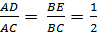 AD/AC = BE/BC = 1/2